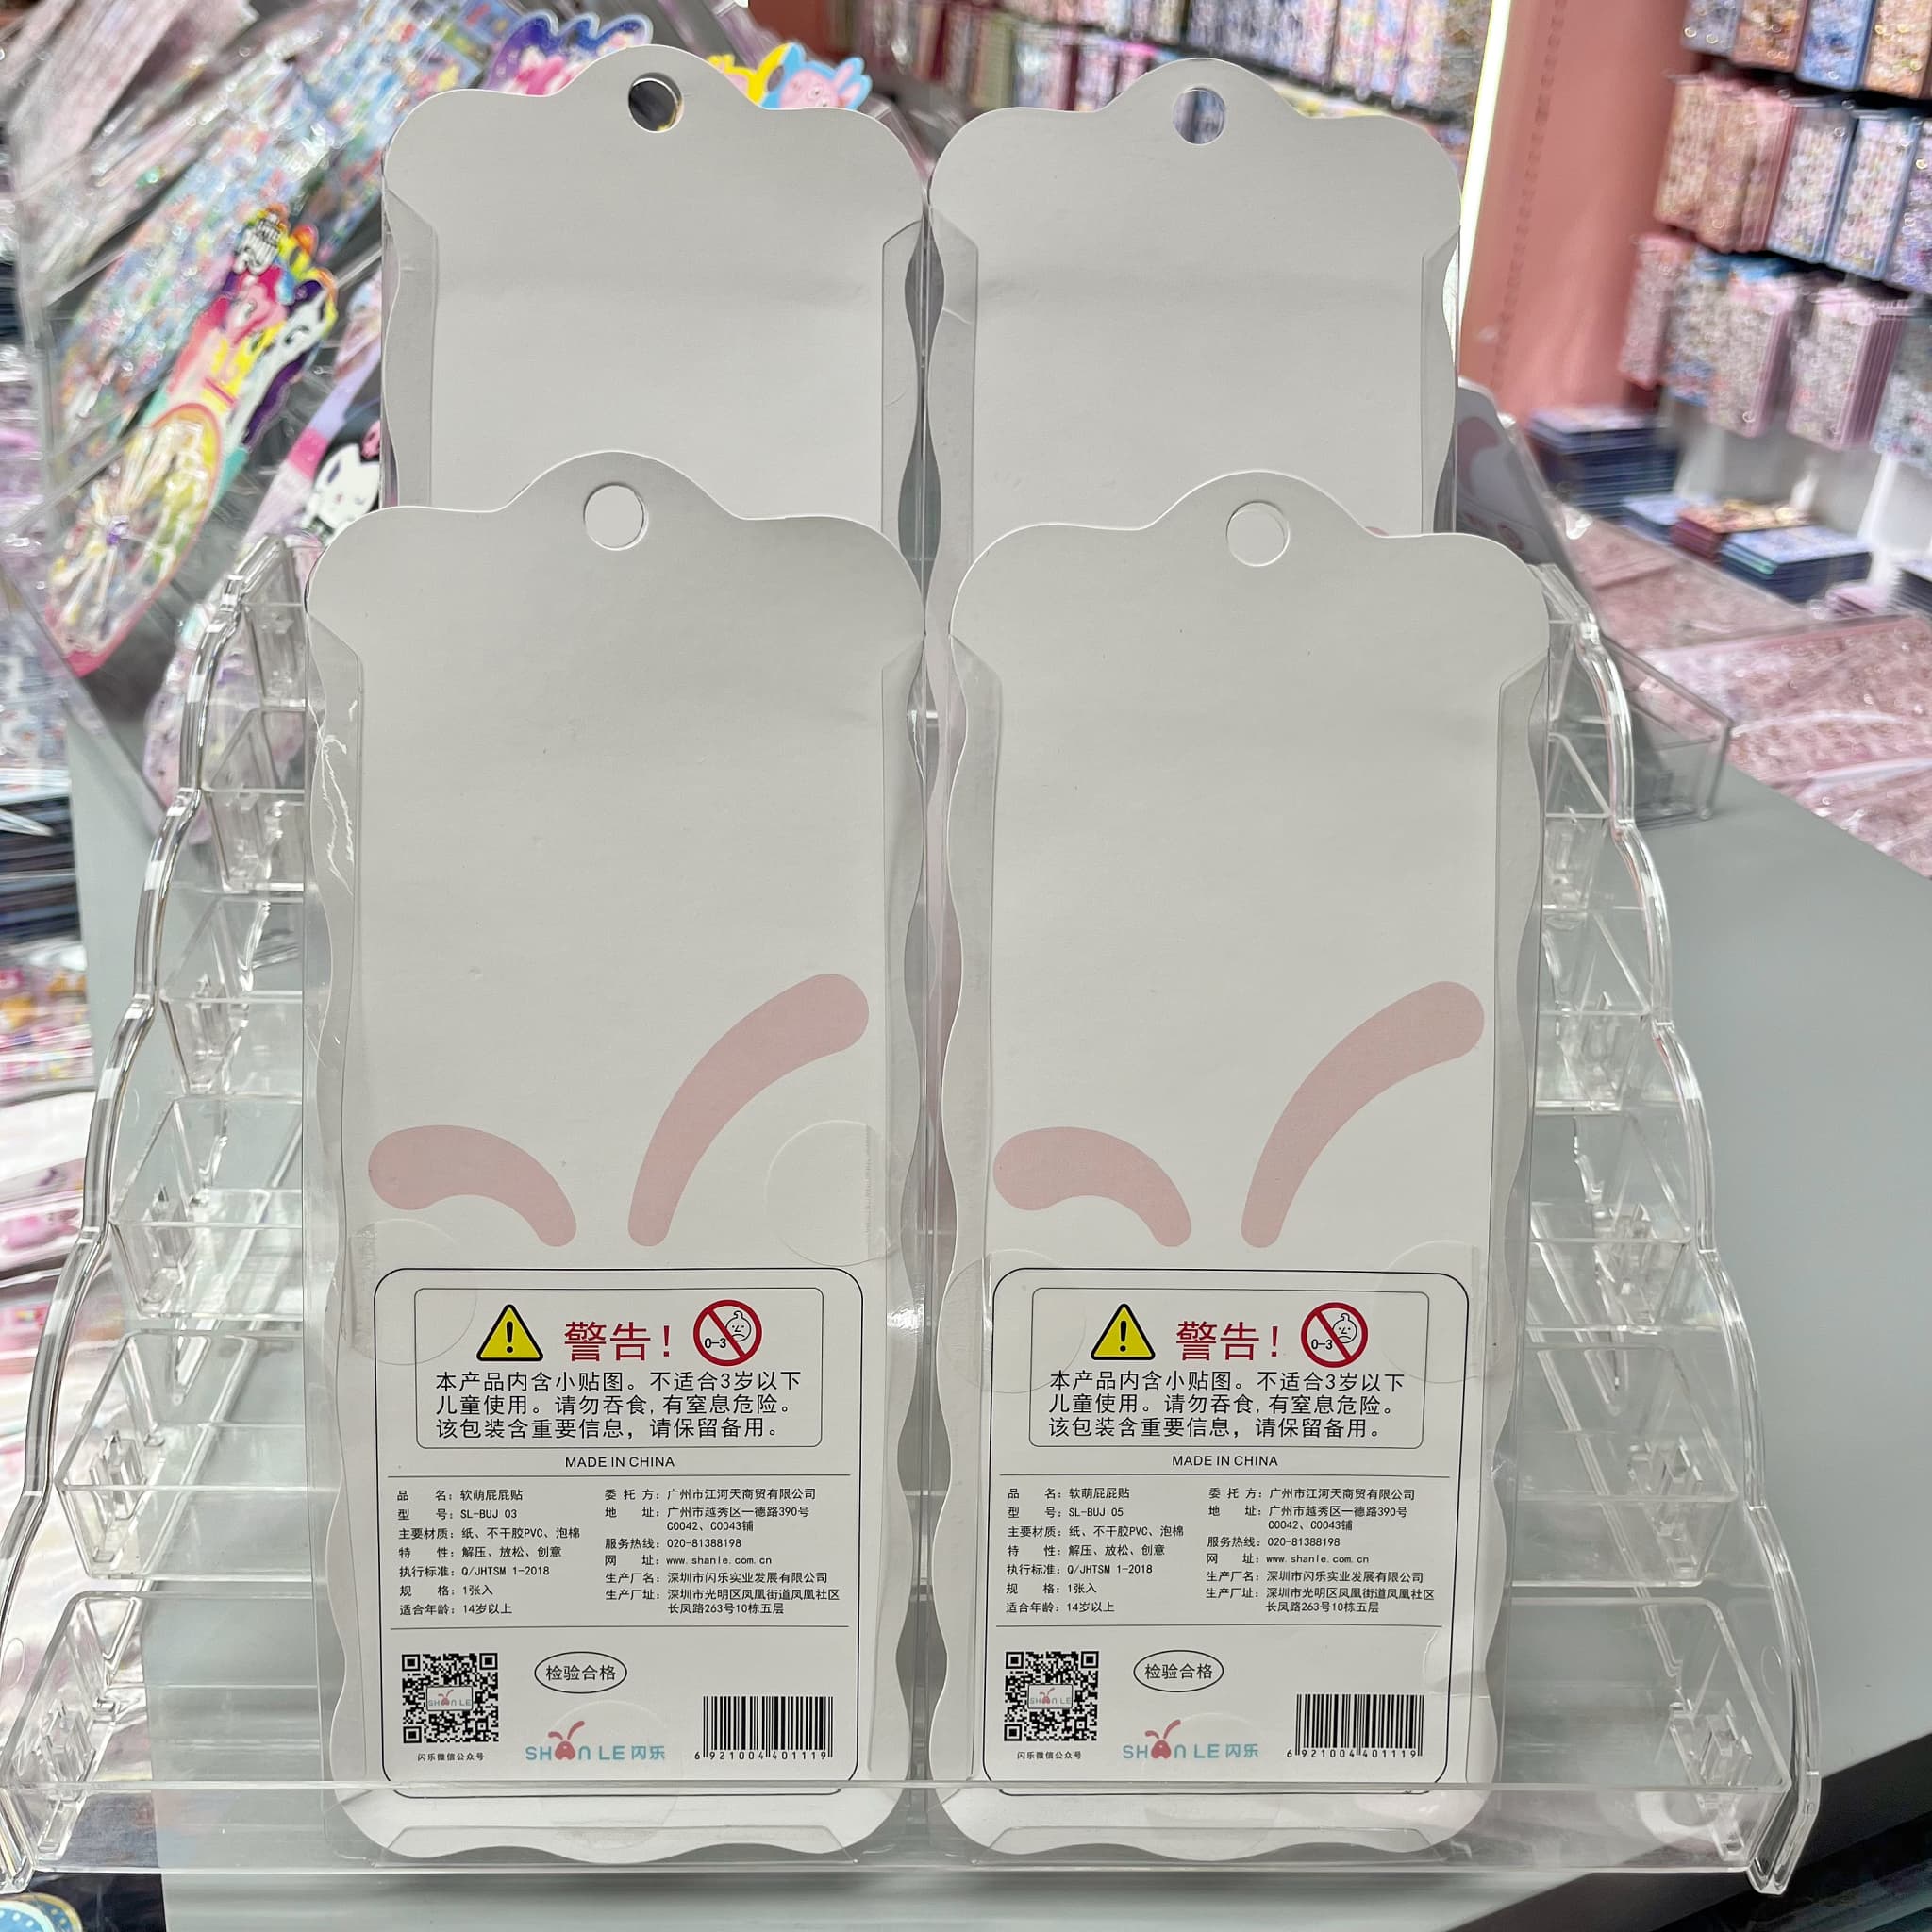 警告!
0-3
本产品内含小贴图。不适合3岁以下
儿童使用。请勿吞食,有窒息危险。
该包装含重要信息,请保留备用。
MADE IN CHINA
品 名: 软萌屁屁贴
型 号: SL-BUJ 03
主要材质: 纸、不干胶PVC、泡棉
特 性: 解压、放松、创意
执行标准: Q/JHTSM 1-2018
规 格: 1张入
适合年龄: 14岁以上
委 托 方: 广州市江河天商贸有限公司
地 址: 广州市越秀区一德路390号
C0042、C0043铺
服务热线: 020-81388198
网 址: www.shanle.com.cn
生产厂名: 深圳市闪乐实业发展有限公司
生产厂址: 深圳市光明区凤凰街道凤凰社区
长凤路263号10栋五层
SHAN LE
闪乐微信公众号
检验合格
SHAN LE 闪乐
6 921004 401119
警告!
0-3
本产品内含小贴图。不适合3岁以下
儿童使用。请勿吞食,有窒息危险。
该包装含重要信息,请保留备用。
MADE IN CHINA
品 名: 软萌屁屁贴
型 号: SL-BUJ 05
主要材质: 纸、不干胶PVC、泡棉
特 性: 解压、放松、创意
执行标准: Q/JHTSM 1-2018
规 格: 1张入
适合年龄: 14岁以上
委 托 方: 广州市江河天商贸有限公司
地 址: 广州市越秀区一德路390号
C0042、C0043铺
服务热线: 020-81388198
网 址: www.shanle.com.cn
生产厂名: 深圳市闪乐实业发展有限公司
生产厂址: 深圳市光明区凤凰街道凤凰社区
长凤路263号10栋五层
SHAN LE
闪乐微信公众号
检验合格
SHAN LE 闪乐
6 921004 401119